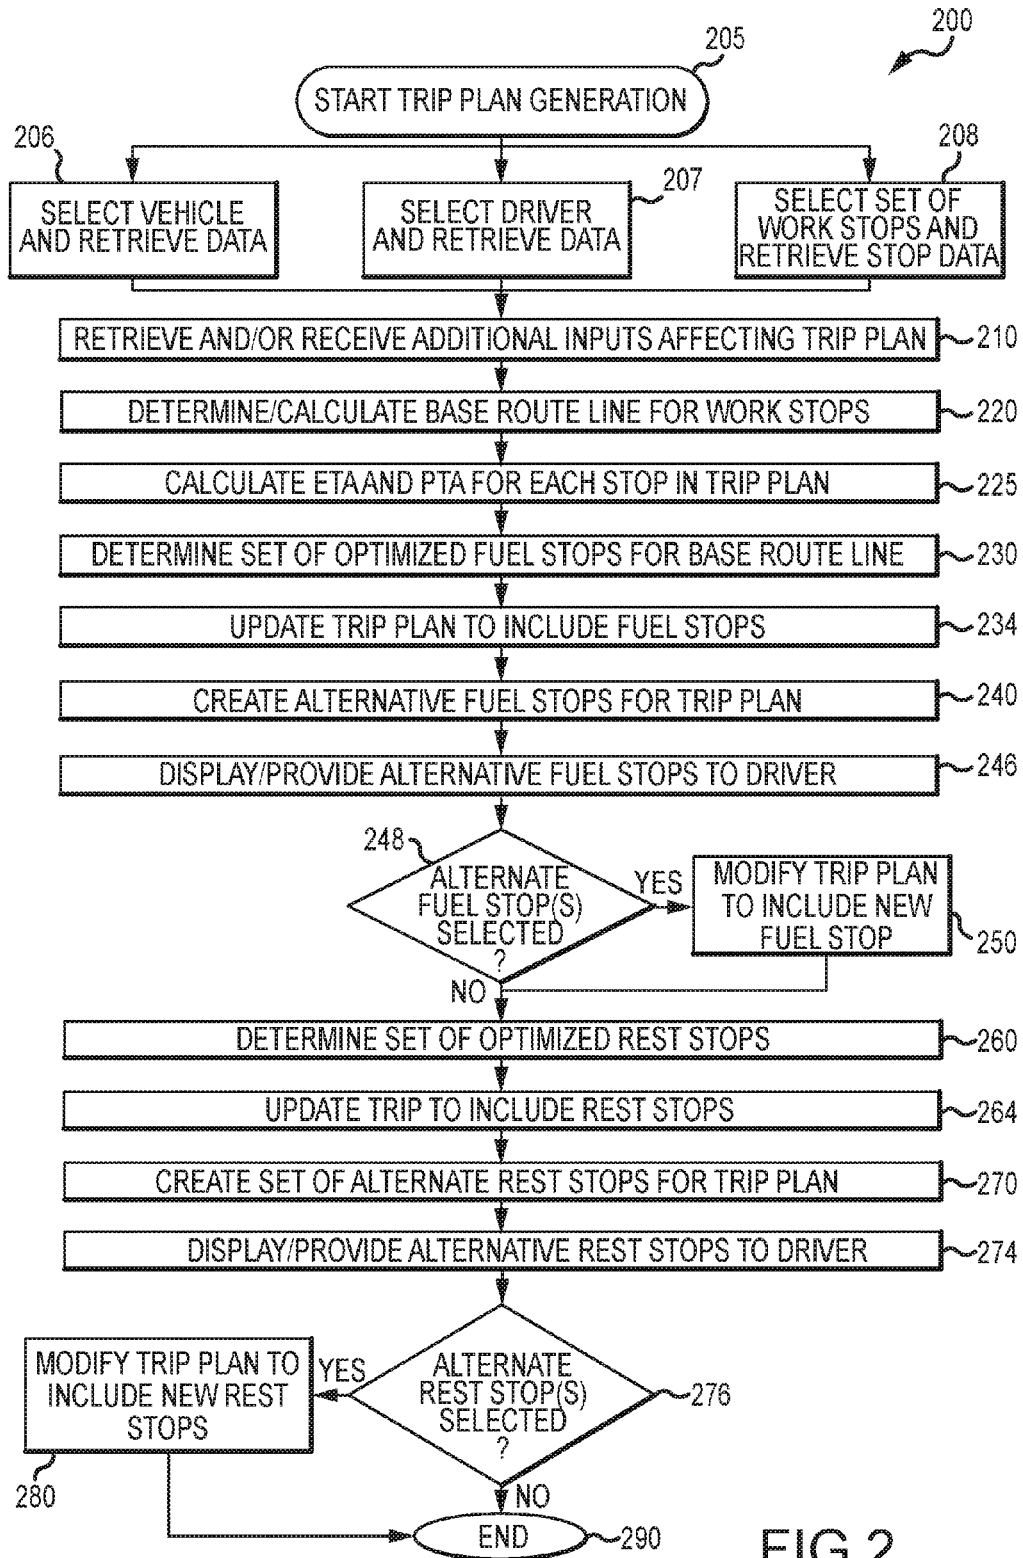 200
205
START TRIP PLAN GENERATION
206
SELECT VEHICLE
AND RETRIEVE DATA
207
SELECT DRIVER
AND RETRIEVE DATA
208
SELECT SET OF
WORK STOPS AND
RETRIEVE STOP DATA
RETRIEVE AND/OR RECEIVE ADDITIONAL INPUTS AFFECTING TRIP PLAN
210
DETERMINE/CALCULATE BASE ROUTE LINE FOR WORK STOPS
220
CALCULATE ETA AND PTA FOR EACH STOP IN TRIP PLAN
225
DETERMINE SET OF OPTIMIZED FUEL STOPS FOR BASE ROUTE LINE
230
UPDATE TRIP PLAN TO INCLUDE FUEL STOPS
234
CREATE ALTERNATIVE FUEL STOPS FOR TRIP PLAN
240
DISPLAY/PROVIDE ALTERNATIVE FUEL STOPS TO DRIVER
246
248
ALTERNATE
FUEL STOP(S)
SELECTED
?
YES
MODIFY TRIP PLAN
TO INCLUDE NEW
FUEL STOP
250
NO
DETERMINE SET OF OPTIMIZED REST STOPS
260
UPDATE TRIP TO INCLUDE REST STOPS
264
CREATE SET OF ALTERNATE REST STOPS FOR TRIP PLAN
270
DISPLAY/PROVIDE ALTERNATIVE REST STOPS TO DRIVER
274
ALTERNATE
REST STOP(S)
SELECTED
?
276
YES
MODIFY TRIP PLAN TO
INCLUDE NEW REST
STOPS
280
NO
END
290
FIG.2